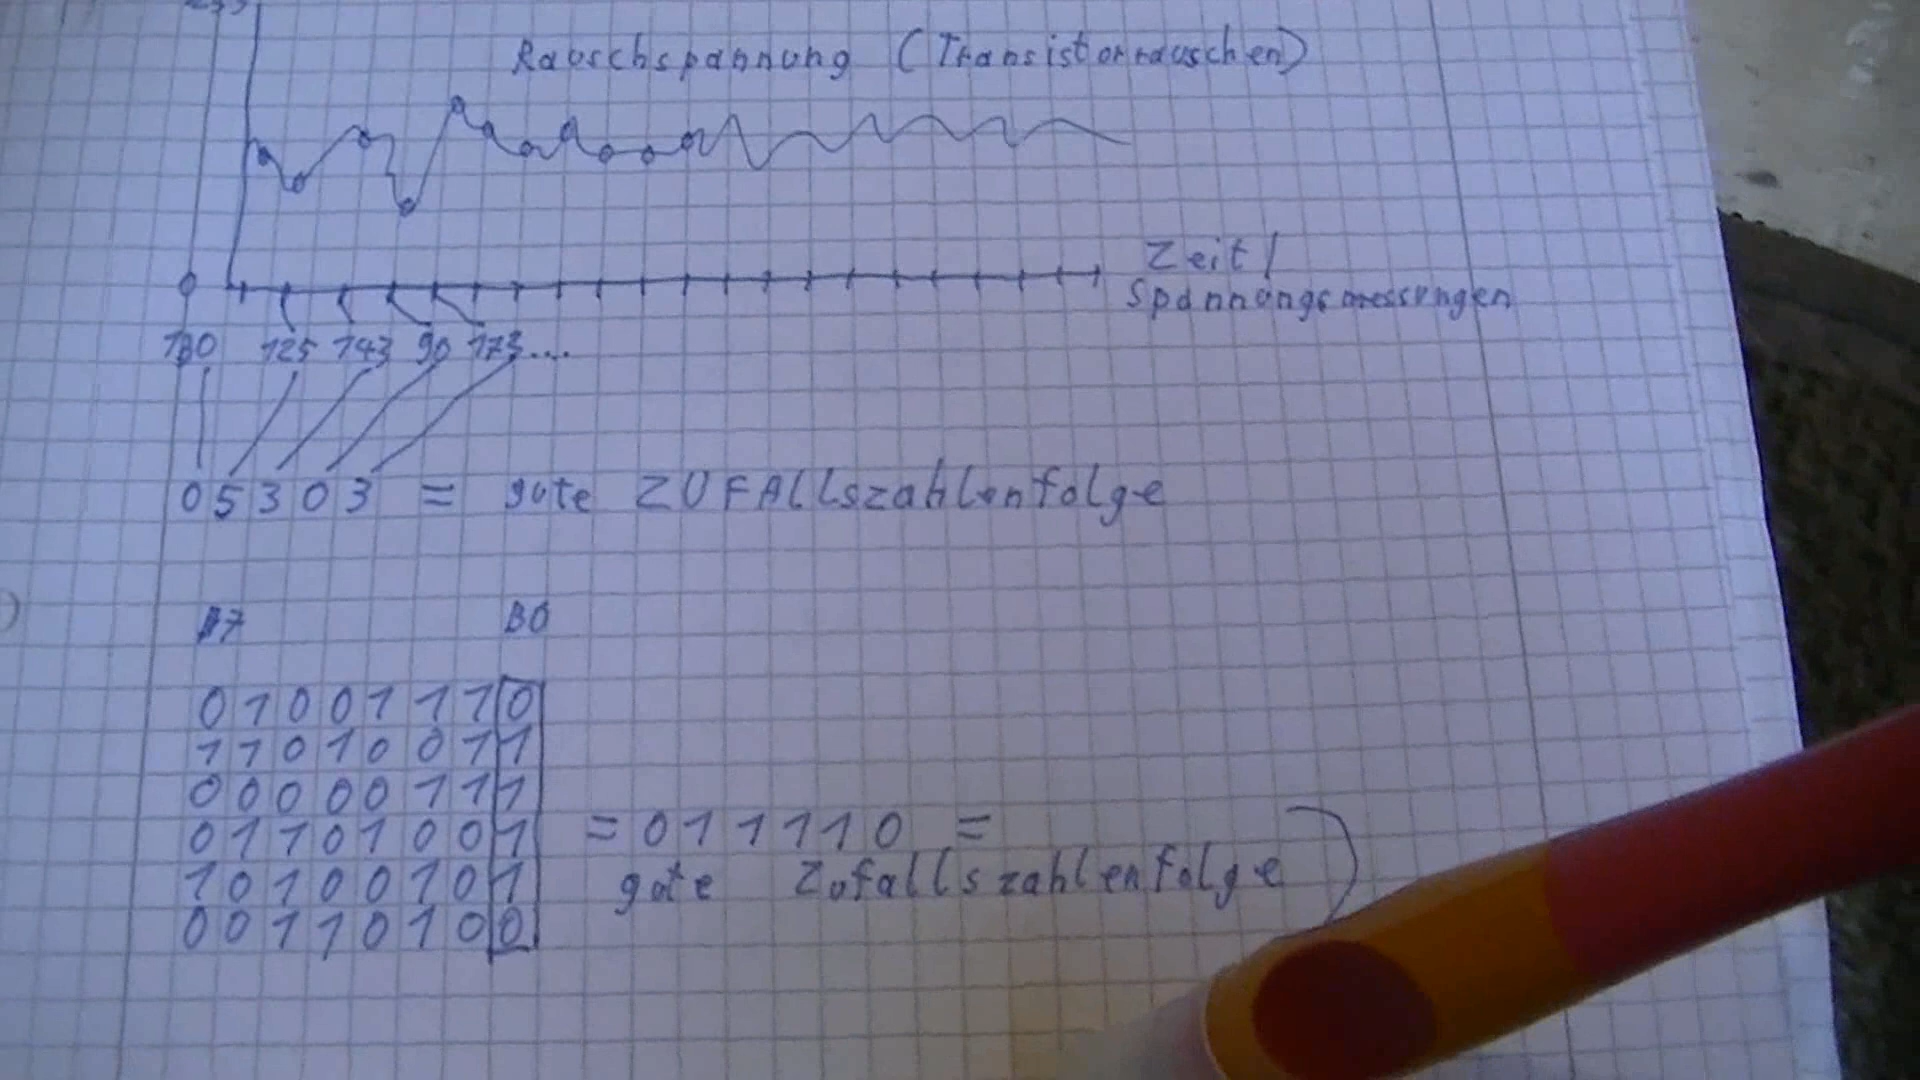 Rauschspannung (Transistorrauschen)
0
Zeit /
Spannungsmessungen
130 125 143 90 173....
0 5 3 0 3 = gute ZUFAllszahlenfolge
B7 B0
0 1 0 0 1 1 1 0
1 1 0 1 0 0 1 1
0 0 0 0 0 1 1 1
0 1 1 0 1 0 0 1
= 0 1 1 1 1 0 =
1 0 1 0 0 1 0 1
gute Zufallszahlenfolge
0 0 1 1 0 1 0 0